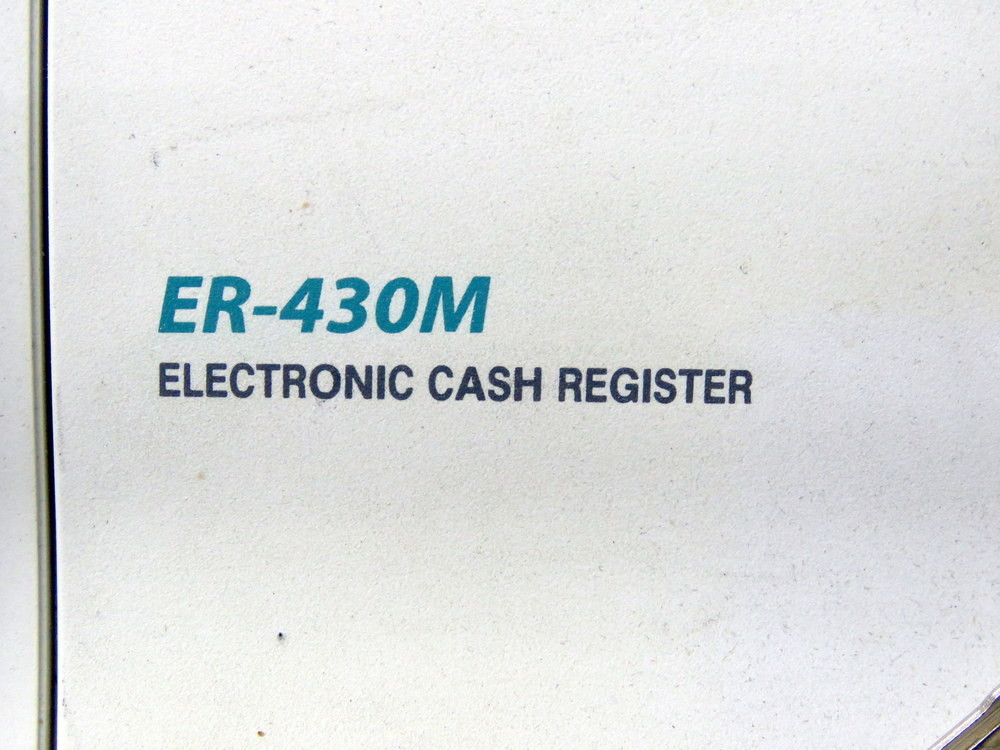 ER-430M
ELECTRONIC CASH REGISTER